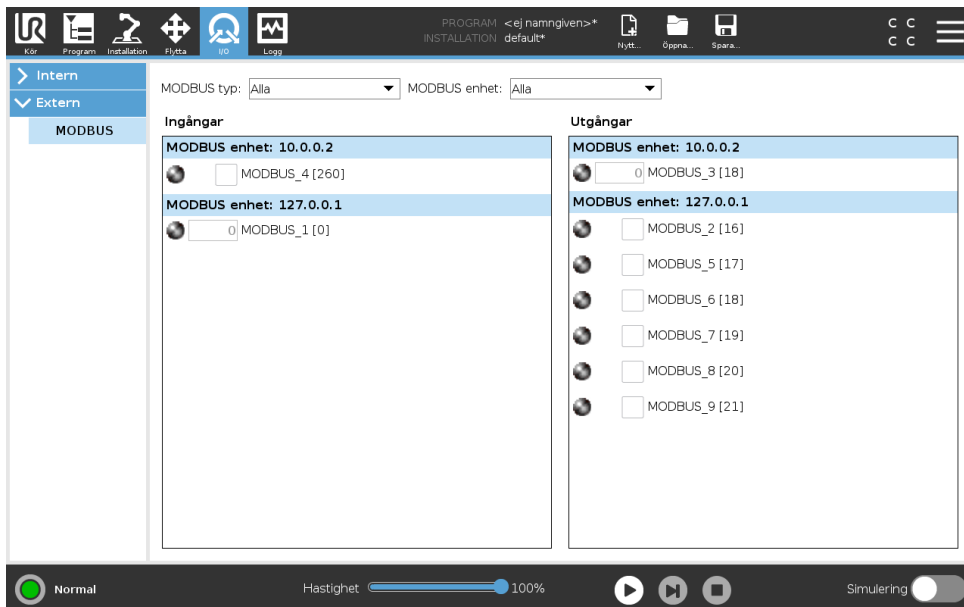 UR
PROGRAM <ej namngiven>*
INSTALLATION default*
C C
C C
Kör Program Installation Flytta I/O Logg Nytt... Öppna... Spara...
Intern
Extern
MODBUS
MODBUS typ: Alla MODBUS enhet: Alla
Ingångar
MODBUS enhet: 10.0.0.2
MODBUS_4 [260]
MODBUS enhet: 127.0.0.1
0 MODBUS_1 [0]
Utgångar
MODBUS enhet: 10.0.0.2
0 MODBUS_3 [18]
MODBUS enhet: 127.0.0.1
MODBUS_2 [16]
MODBUS_5 [17]
MODBUS_6 [18]
MODBUS_7 [19]
MODBUS_8 [20]
MODBUS_9 [21]
Normal Hastighet 100% Simulering